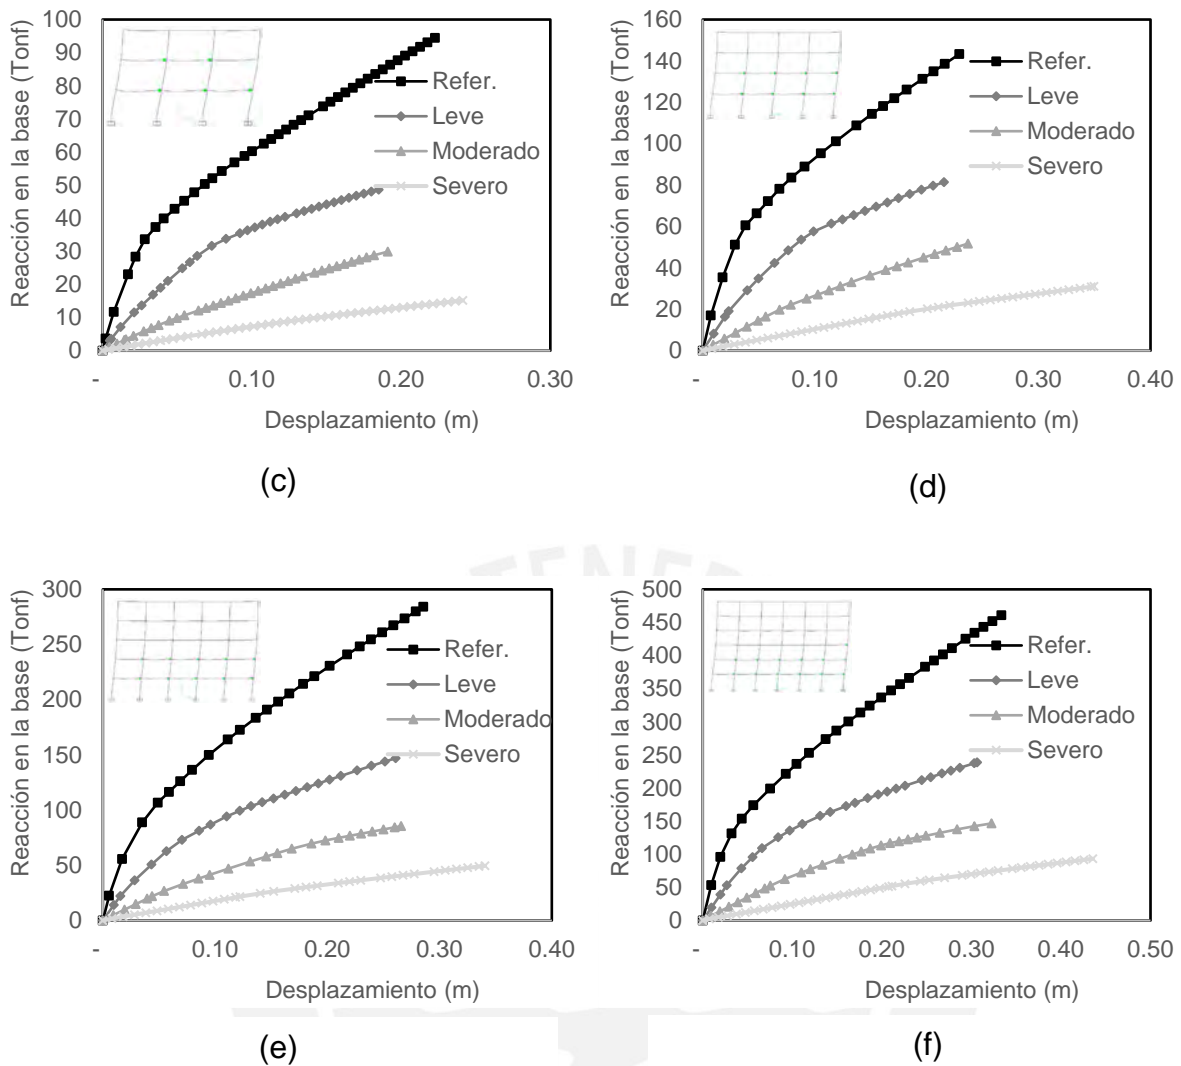 Reacción en la base (Tonf)
100
90
80
70
60
50
40
30
20
10
0
Refer.
Leve
Moderado
Severo
-
0.10
0.20
0.30
Desplazamiento (m)
(c)
Reacción en la base (Tonf)
160
140
120
100
80
60
40
20
0
Refer.
Leve
Moderado
Severo
-
0.10
0.20
0.30
0.40
Desplazamiento (m)
(d)
TENEB
Reacción en la base (Tonf)
300
250
200
150
100
50
0
Refer.
Leve
Moderado
Severo
-
0.10
0.20
0.30
0.40
Desplazamiento (m)
(e)
Reacción en la base (Tonf)
500
450
400
350
300
250
200
150
100
50
0
Refer.
Leve
Moderado
Severo
-
0.10
0.20
0.30
0.40
0.50
Desplazamiento (m)
(f)